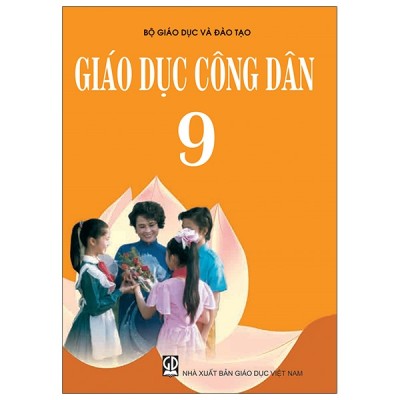 BỘ GIÁO DỤC VÀ ĐÀO TẠO
GIÁO DỤC CÔNG DÂN
9
NHÀ XUẤT BẢN GIÁO DỤC VIỆT NAM